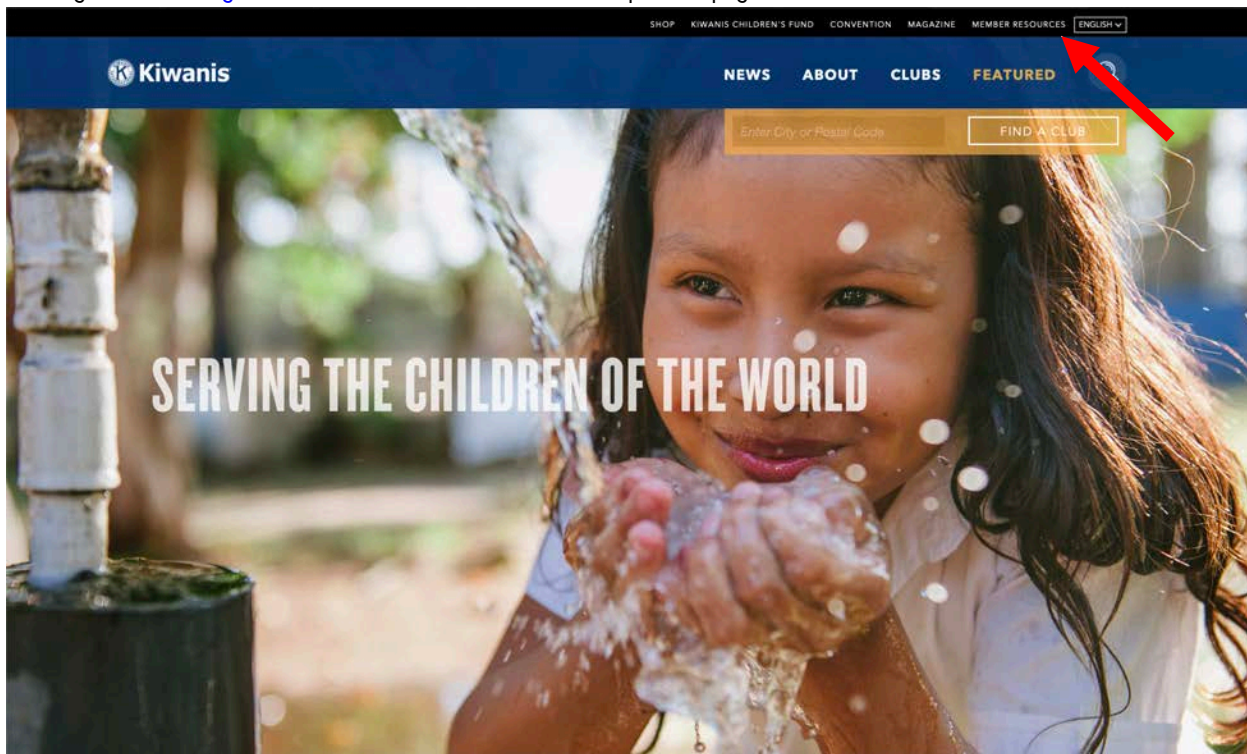 SHOP KIWANIS CHILDREN'S FUND CONVENTION MAGAZINE MEMBER RESOURCES ENGLISH
Kiwanis
NEWS ABOUT CLUBS FEATURED
Enter City or Postal Code FIND A CLUB
SERVING THE CHILDREN OF THE WORLD